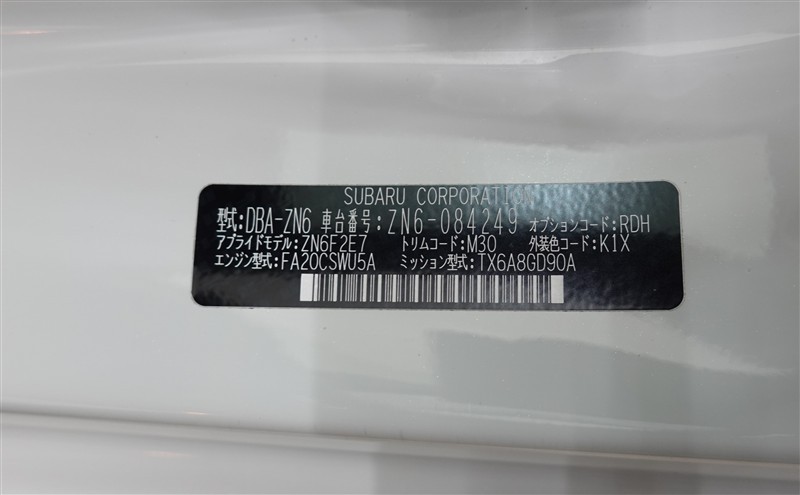 SUBARU CORPORATION
型式:DBA-ZN6 車台番号:ZN6-084249 オプションコード:RDH
アプライドモデル:ZN6F2E7 トリムコード:M30 外装色コード:K1X
エンジン型式:FA20CSWU5A ミッション型式:TX6A8GD90A